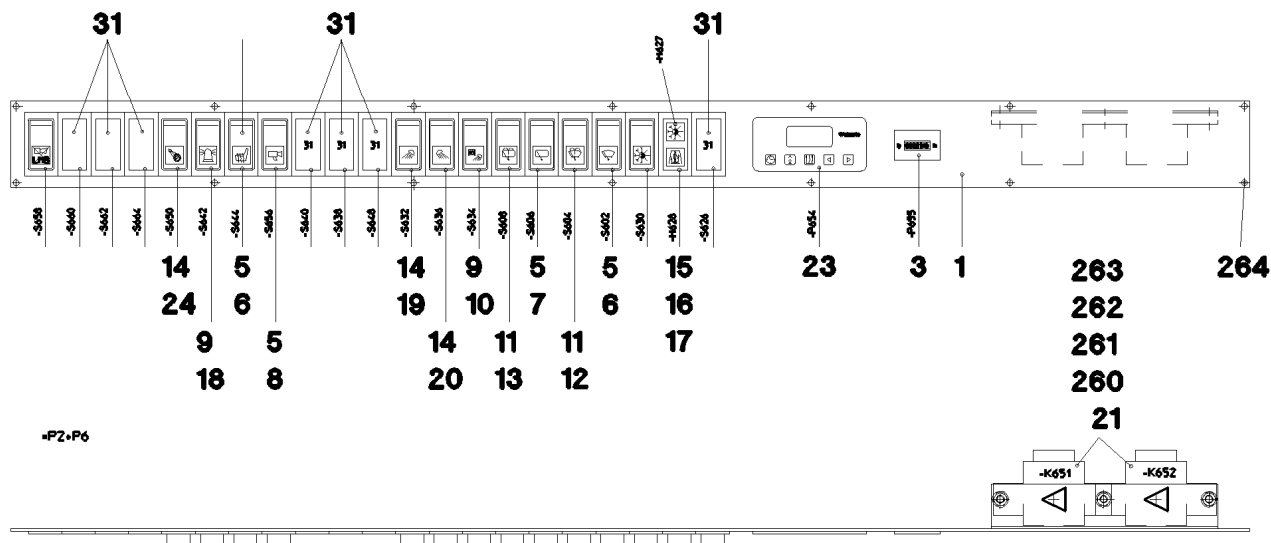 31 31 31
-H627
LMB 31 31 31 31
-S658 -S660 -S662 -S664 -S650 -S642 -S644 -S656 -S640 -S638 -S648 -S632 -S636 -S634 -S608 -S606 -S604 -S602 -S630 -H628 -S626 -P654 -P655
14 5 14 9 5 5 15 23 3 1 263 264
24 6 19 10 7 6 16 262
9 5 14 11 11 17 261
18 8 20 13 12 260
21
=P2+P6
-K651 -K652